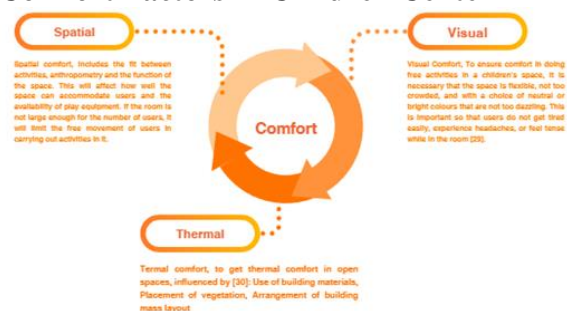 Spatial
Spatial comfort, Includes the fit between
activities, anthropometry and the function of
the space. This will affect how well the
space can accommodate users and the
availability of play equipment. If the room is
not large enough for the number of users, it
will limit the free movement of users in
carrying out activities in it.
Visual
Visual Comfort, To ensure comfort in doing
free activities in a children's space, it is
necessary that the space is flexible, not too
crowded, and with a choice of neutral or
bright colours that are not too dazzling. This
is important so that users do not get tired
easily, experience headaches, or feel tense
while in the room [29].
Comfort
Thermal
Termal comfort, to get thermal comfort in open
spaces, influenced by [30]: Use of building materials,
Placement of vegetation, Arrangement of building
mass layout